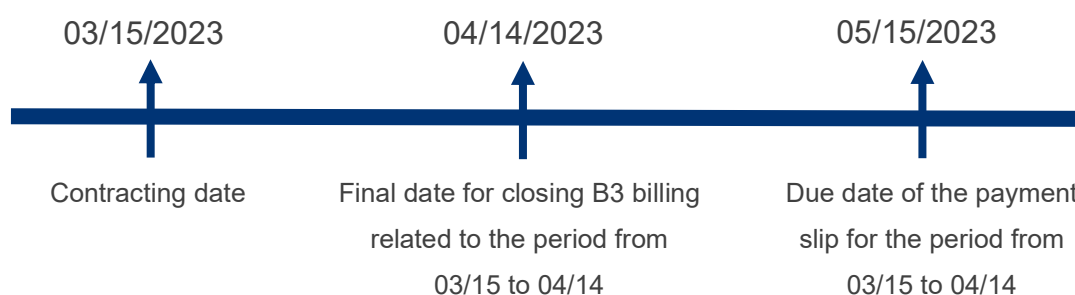 03/15/2023
04/14/2023
05/15/2023
Contracting date
Final date for closing B3 billing
related to the period from
03/15 to 04/14
Due date of the payment
slip for the period from
03/15 to 04/14